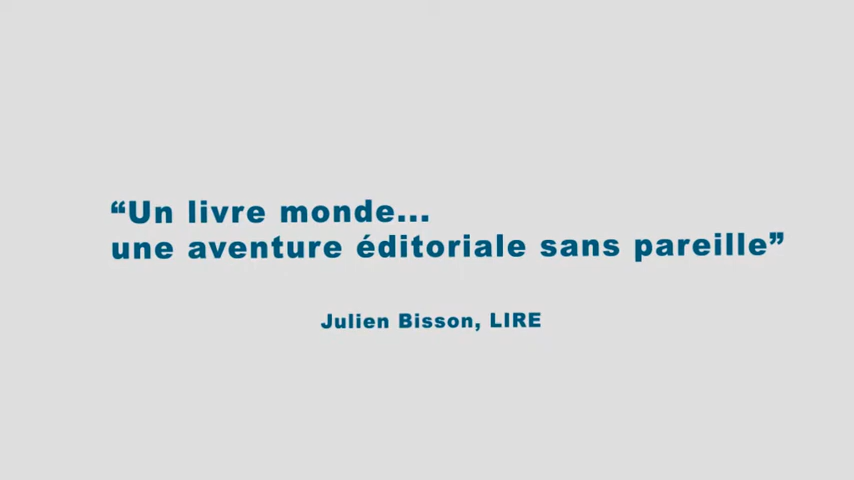 “Un livre monde...
une aventure éditoriale sans pareille”
Julien Bisson, LIRE